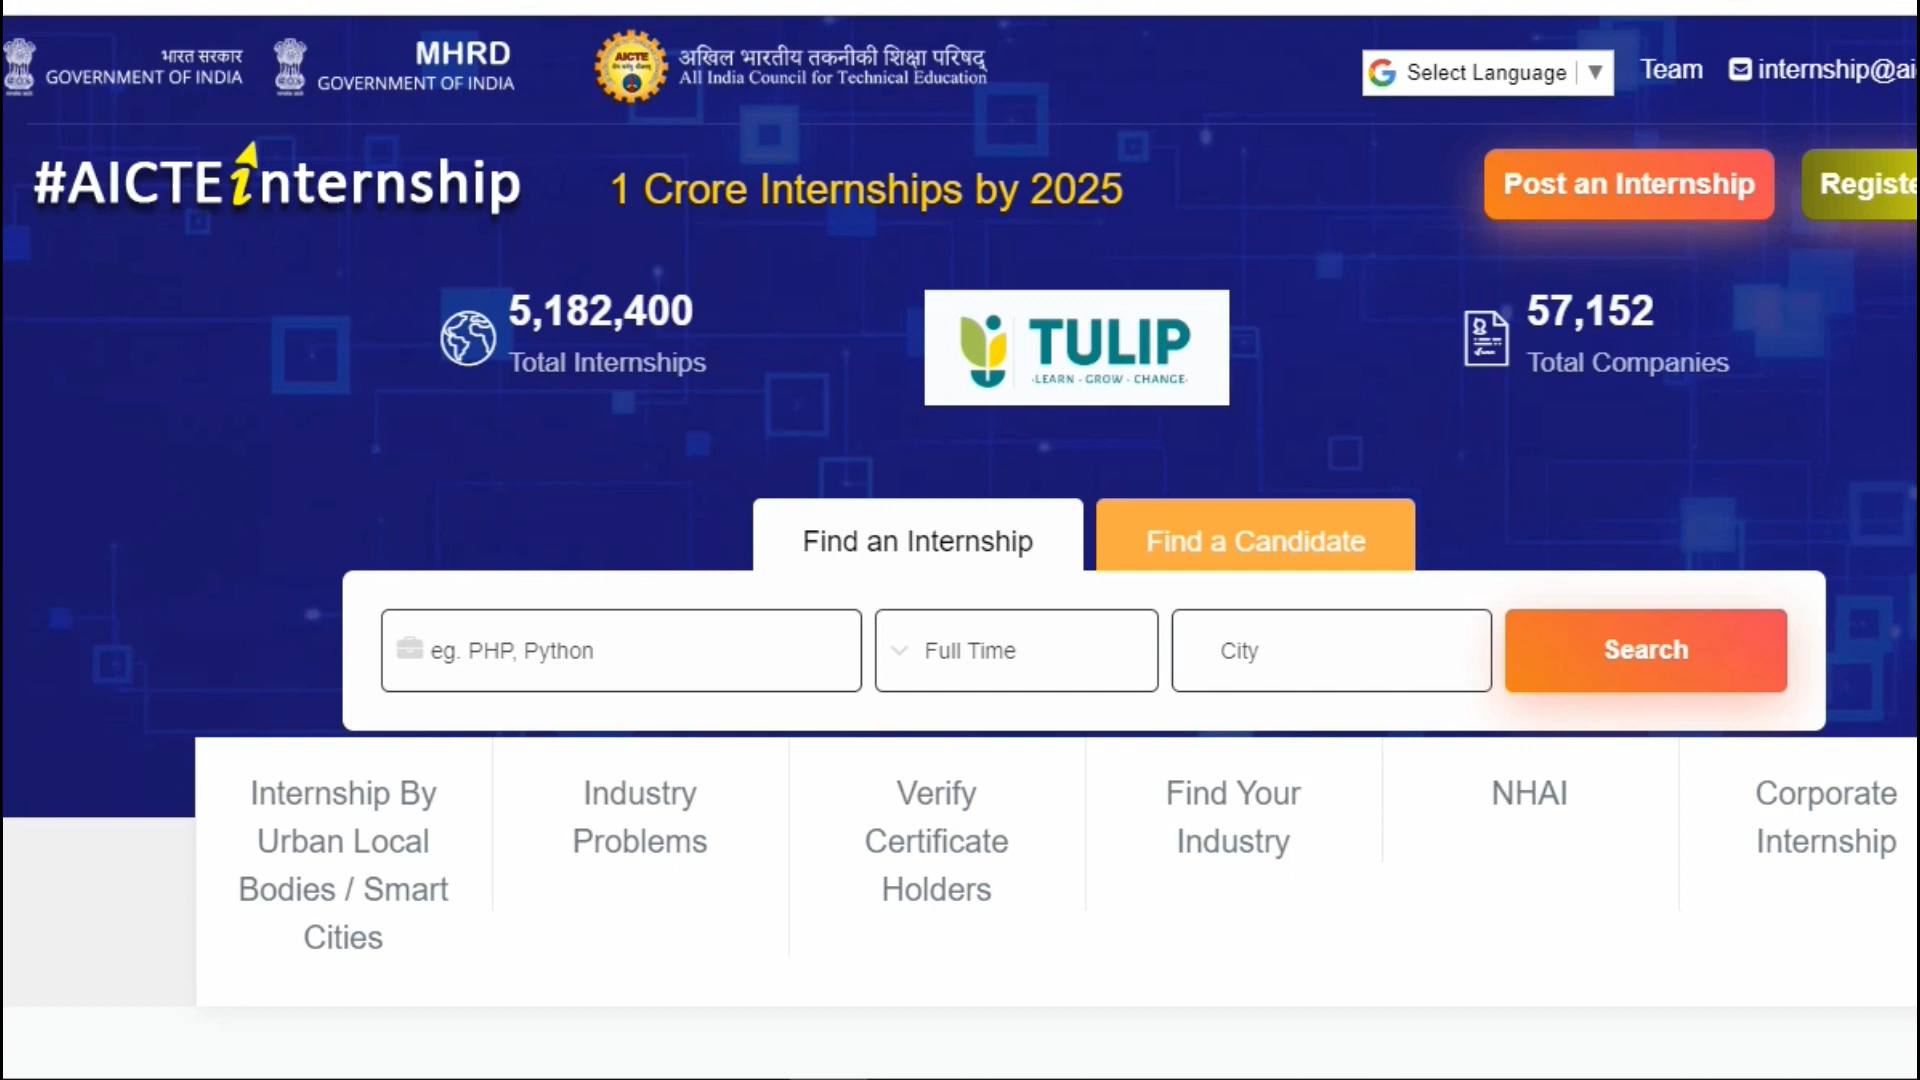 भारत सरकार
GOVERNMENT OF INDIA
MHRD
GOVERNMENT OF INDIA
AICTE
अखिल भारतीय तकनीकी शिक्षा परिषद्
All India Council for Technical Education
Select Language
Team
internship@ai
#AICTEinternship
1 Crore Internships by 2025
Post an Internship
Registe
5,182,400
Total Internships
TULIP
·LEARN - GROW - CHANGE·
57,152
Total Companies
Find an Internship
Find a Candidate
eg. PHP, Python
Full Time
City
Search
Internship By
Urban Local
Bodies / Smart
Cities
Industry
Problems
Verify
Certificate
Holders
Find Your
Industry
NHAI
Corporate
Internship